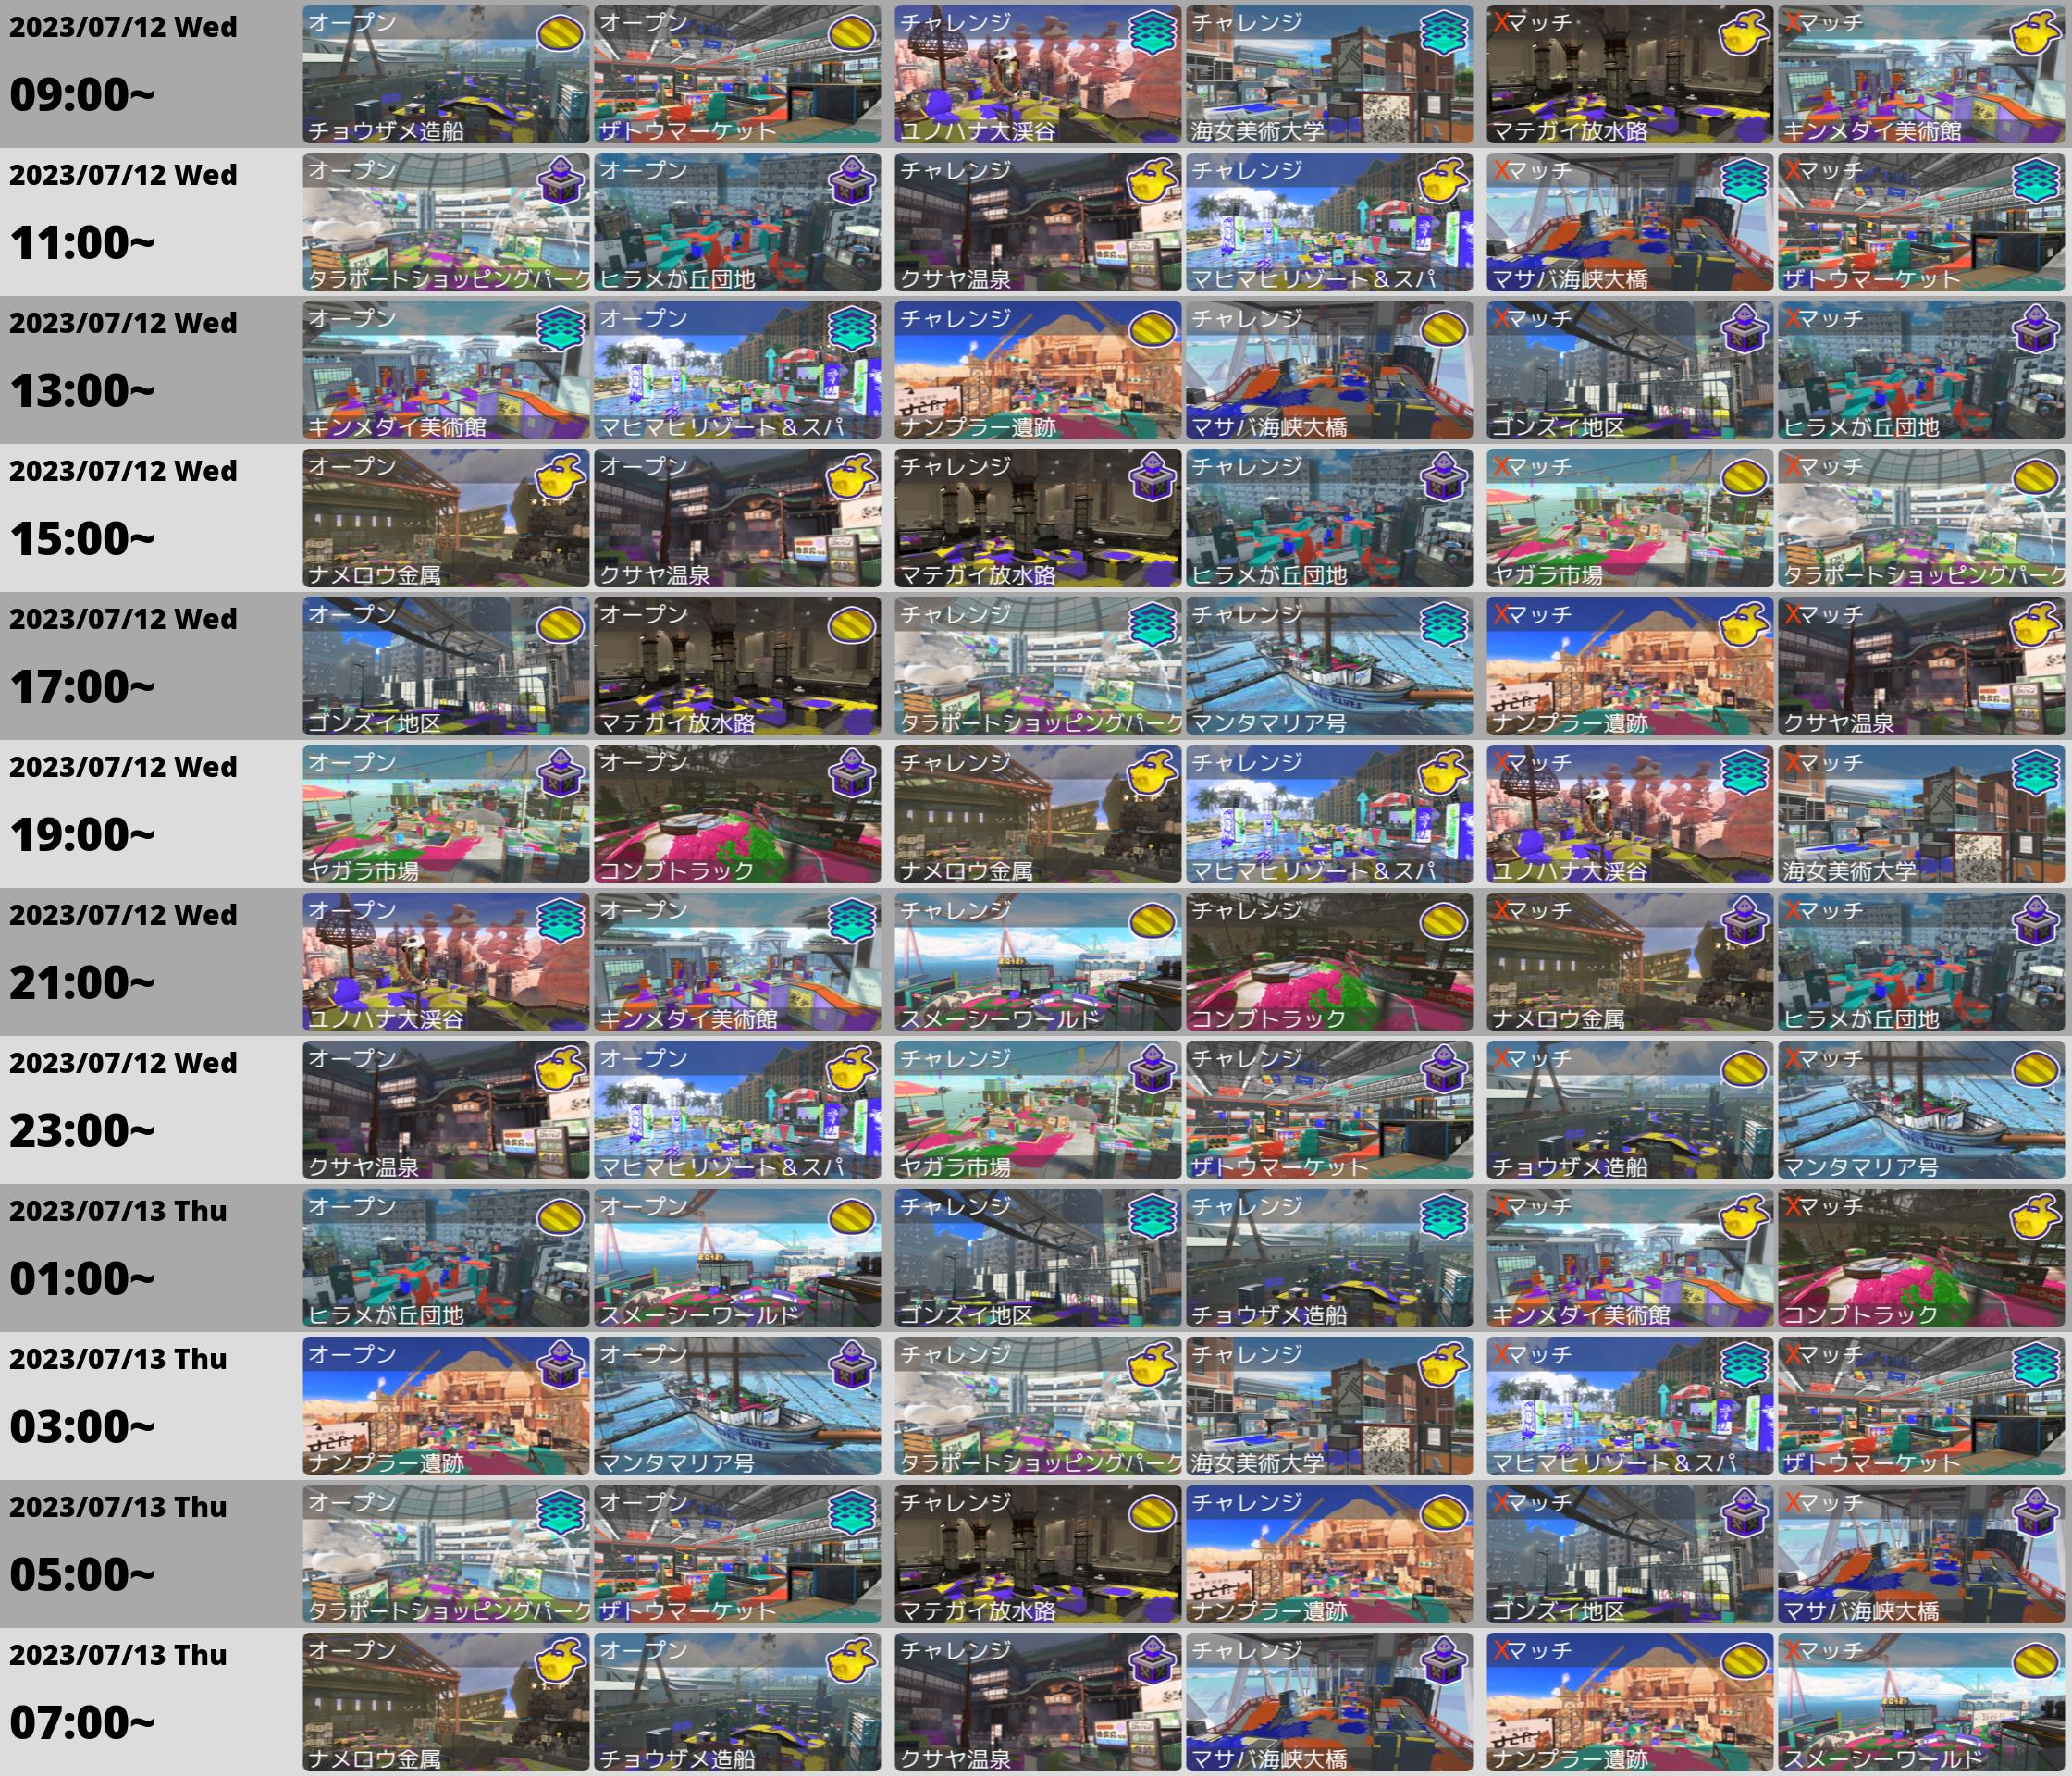 2023/07/12 Wed
09:00~
オープン オープン チャレンジ チャレンジ Xマッチ Xマッチ
チョウザメ造船 ザトウマーケット ユノハナ大渓谷 海女美術大学 マテガイ放水路 キンメダイ美術館
2023/07/12 Wed
11:00~
オープン オープン チャレンジ チャレンジ Xマッチ Xマッチ
タラポートショッピングパーク ヒラメが丘団地 クサヤ温泉 マヒマヒリゾート＆スパ マサバ海峡大橋 ザトウマーケット
2023/07/12 Wed
13:00~
オープン オープン チャレンジ チャレンジ Xマッチ Xマッチ
キンメダイ美術館 マヒマヒリゾート＆スパ ナンプラー遺跡 マサバ海峡大橋 ゴンズイ地区 ヒラメが丘団地
2023/07/12 Wed
15:00~
オープン オープン チャレンジ チャレンジ Xマッチ Xマッチ
ナメロウ金属 クサヤ温泉 マテガイ放水路 ヒラメが丘団地 ヤガラ市場 タラポートショッピングパーク
2023/07/12 Wed
17:00~
オープン オープン チャレンジ チャレンジ Xマッチ Xマッチ
ゴンズイ地区 マテガイ放水路 タラポートショッピングパーク マンタマリア号 ナンプラー遺跡 クサヤ温泉
2023/07/12 Wed
19:00~
オープン オープン チャレンジ チャレンジ Xマッチ Xマッチ
ヤガラ市場 コンブトラック ナメロウ金属 マヒマヒリゾート＆スパ ユノハナ大渓谷 海女美術大学
2023/07/12 Wed
21:00~
オープン オープン チャレンジ チャレンジ Xマッチ Xマッチ
ユノハナ大渓谷 キンメダイ美術館 スメーシーワールド コンブトラック ナメロウ金属 ヒラメが丘団地
2023/07/12 Wed
23:00~
オープン オープン チャレンジ チャレンジ Xマッチ Xマッチ
クサヤ温泉 マヒマヒリゾート＆スパ ヤガラ市場 ザトウマーケット チョウザメ造船 マンタマリア号
2023/07/13 Thu
01:00~
オープン オープン チャレンジ チャレンジ Xマッチ Xマッチ
ヒラメが丘団地 スメーシーワールド ゴンズイ地区 チョウザメ造船 キンメダイ美術館 コンブトラック
2023/07/13 Thu
03:00~
オープン オープン チャレンジ チャレンジ Xマッチ Xマッチ
ナンプラー遺跡 マンタマリア号 タラポートショッピングパーク 海女美術大学 マヒマヒリゾート＆スパ ザトウマーケット
2023/07/13 Thu
05:00~
オープン オープン チャレンジ チャレンジ Xマッチ Xマッチ
タラポートショッピングパーク ザトウマーケット マテガイ放水路 ナンプラー遺跡 ゴンズイ地区 マサバ海峡大橋
2023/07/13 Thu
07:00~
オープン オープン チャレンジ チャレンジ Xマッチ Xマッチ
ナメロウ金属 チョウザメ造船 クサヤ温泉 マサバ海峡大橋 ナンプラー遺跡 スメーシーワールド